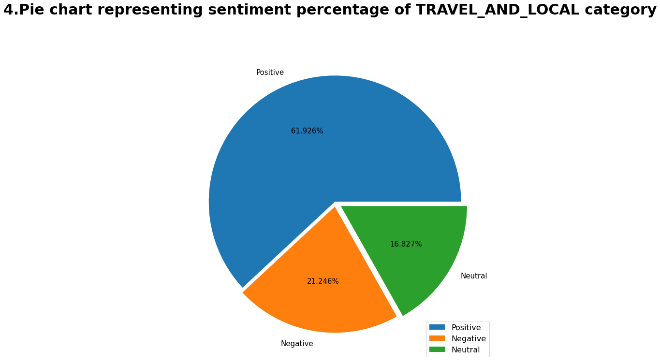 4.Pie chart representing sentiment percentage of TRAVEL_AND_LOCAL category
Positive
61.926%
16.827%
21.246%
Neutral
Negative
Positive
Negative
Neutral